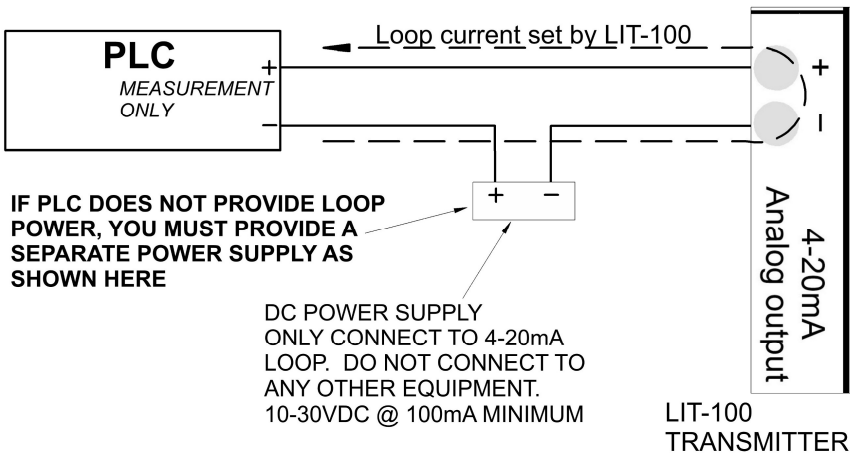 PLC
MEASUREMENT
ONLY
+
−
Loop current set by LIT-100
+
−
4-20mA
Analog output
+ −
IF PLC DOES NOT PROVIDE LOOP
POWER, YOU MUST PROVIDE A
SEPARATE POWER SUPPLY AS
SHOWN HERE
DC POWER SUPPLY
ONLY CONNECT TO 4-20mA
LOOP. DO NOT CONNECT TO
ANY OTHER EQUIPMENT.
10-30VDC @ 100mA MINIMUM
LIT-100
TRANSMITTER